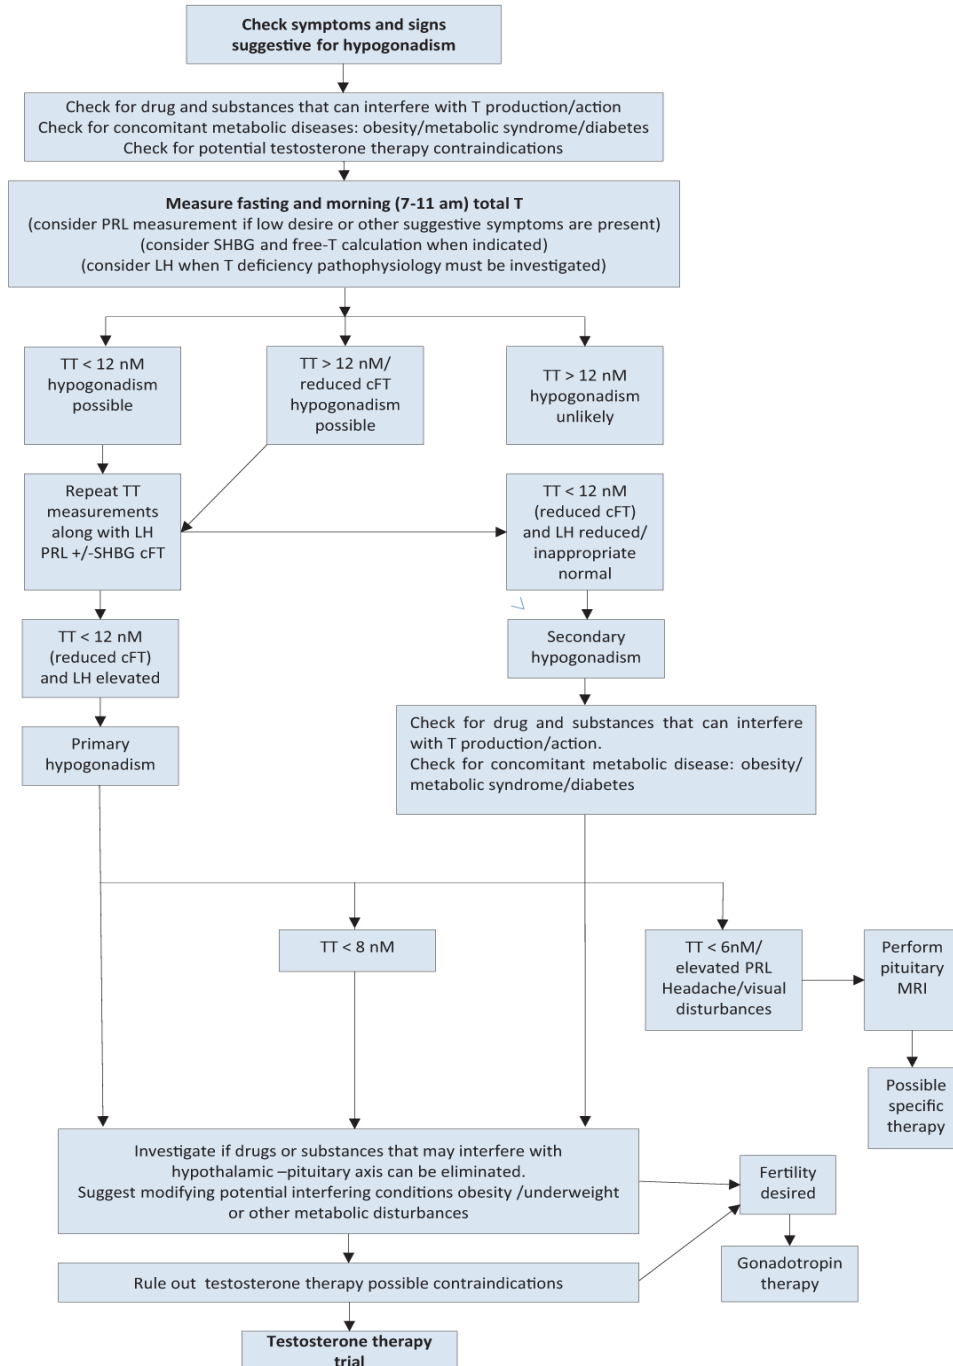 Check symptoms and signs
suggestive for hypogonadism
Check for drug and substances that can interfere with T production/action
Check for concomitant metabolic diseases: obesity/metabolic syndrome/diabetes
Check for potential testosterone therapy contraindications
Measure fasting and morning (7-11 am) total T
(consider PRL measurement if low desire or other suggestive symptoms are present)
(consider SHBG and free-T calculation when indicated)
(consider LH when T deficiency pathophysiology must be investigated)
TT < 12 nM
hypogonadism
possible
TT > 12 nM/
reduced cFT
hypogonadism
possible
TT > 12 nM
hypogonadism
unlikely
Repeat TT
measurements
along with LH
PRL +/-SHBG cFT
TT < 12 nM
(reduced cFT)
and LH reduced/
inappropriate
normal
TT < 12 nM
(reduced cFT)
and LH elevated
Secondary
hypogonadism
Primary
hypogonadism
Check for drug and substances that can interfere
with T production/action.
Check for concomitant metabolic disease: obesity/
metabolic syndrome/diabetes
TT < 8 nM
TT < 6nM/
elevated PRL
Headache/visual
disturbances
Perform
pituitary
MRI
Possible
specific
therapy
Investigate if drugs or substances that may interfere with
hypothalamic –pituitary axis can be eliminated.
Suggest modifying potential interfering conditions obesity /underweight
or other metabolic disturbances
Fertility
desired
Gonadotropin
therapy
Rule out testosterone therapy possible contraindications
Testosterone therapy
trial